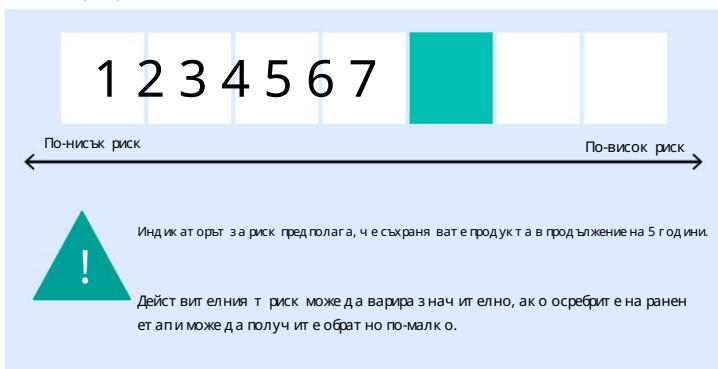 1 2 3 4 5 6 7
По-нисък риск
По-висок риск
!
Индикаторът за риск предполага, че съхранявате продукта в продължение на 5 години.
Действителният риск може да варира значително, ако осребрите на ранен
етап и може да получите обратно по-малко.